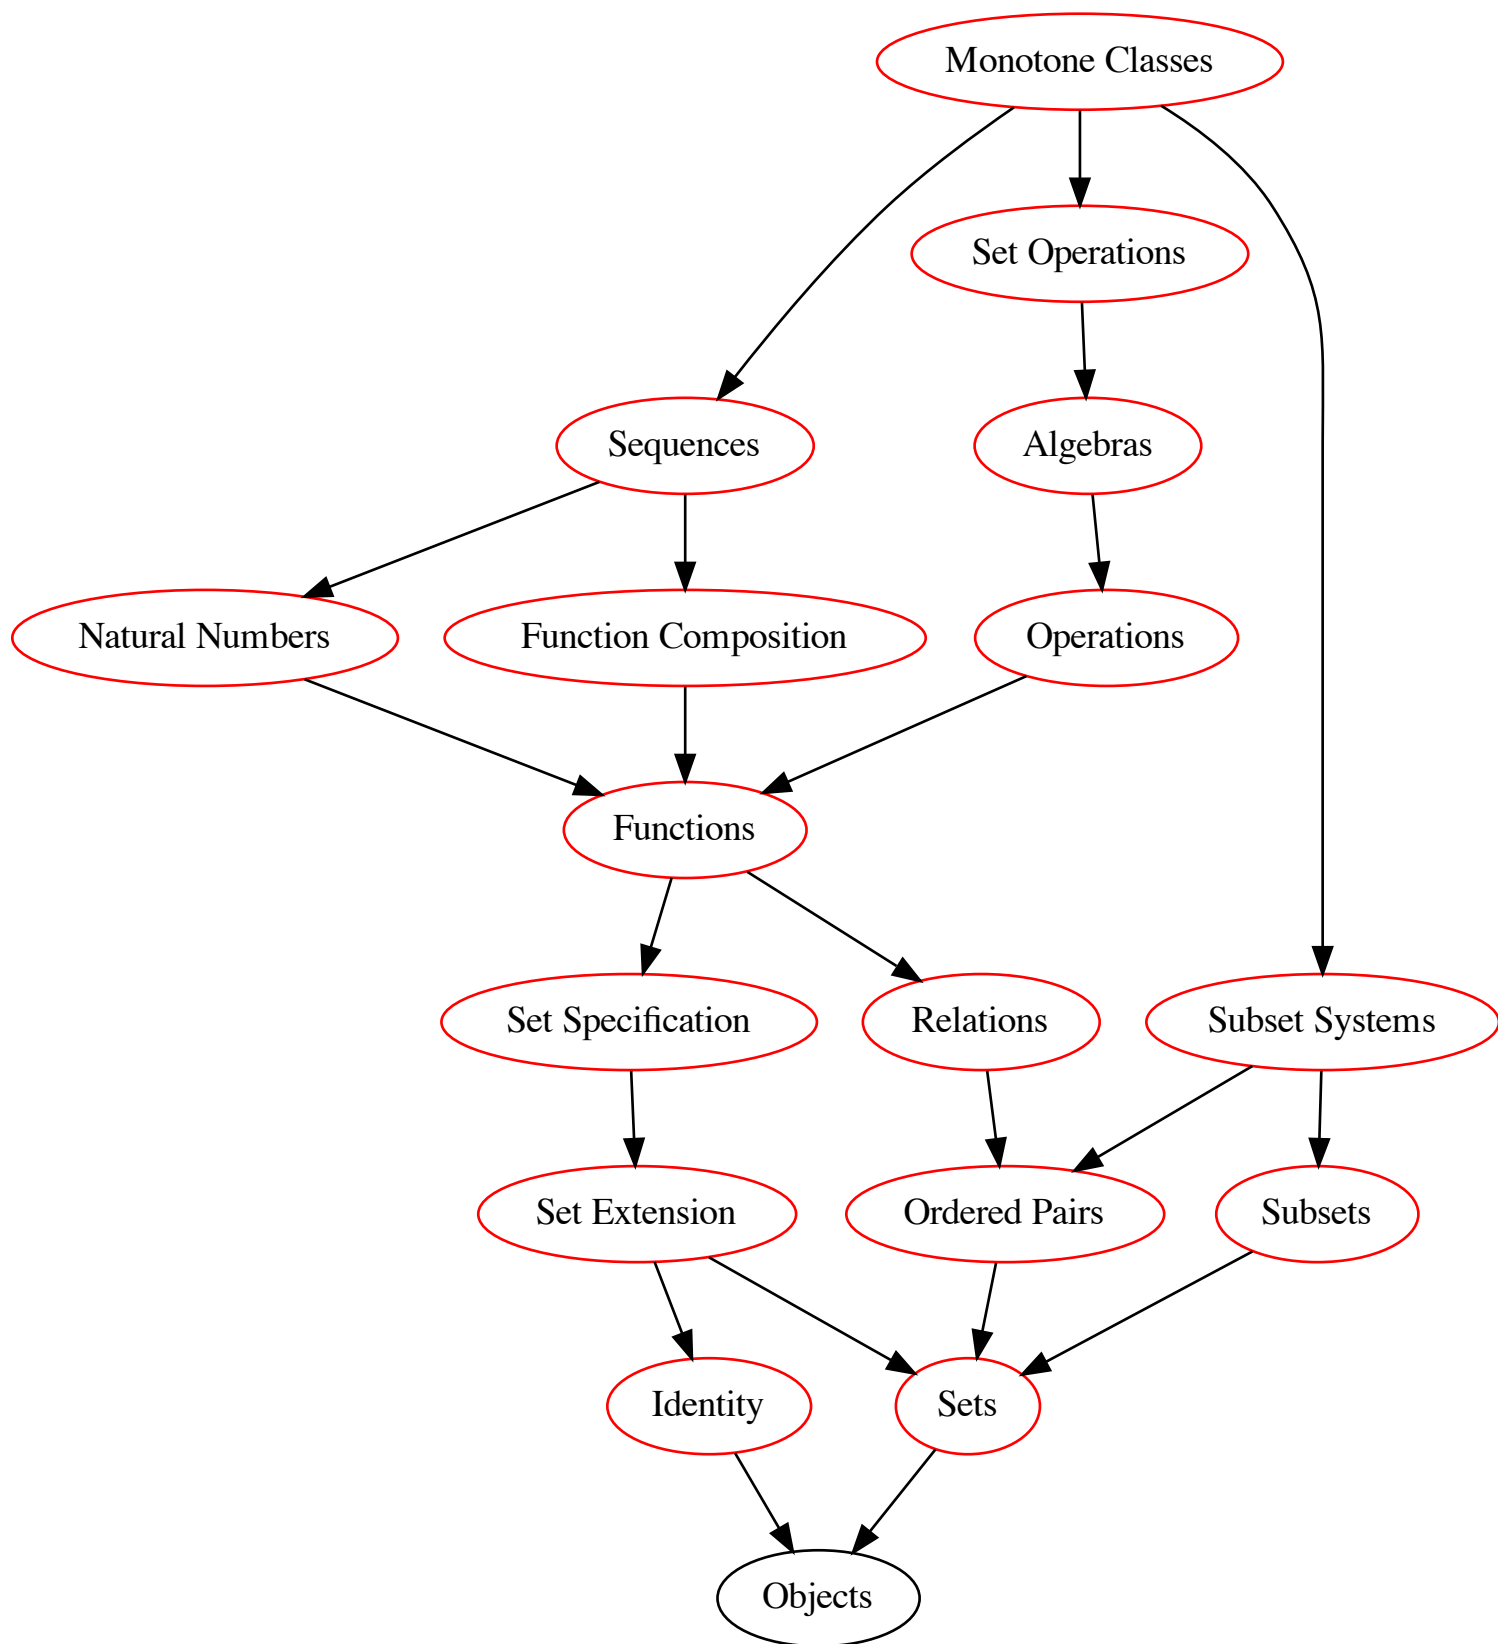 Monotone Classes
Set Operations
Sequences
Algebras
Natural Numbers
Function Composition
Operations
Functions
Set Specification
Relations
Subset Systems
Set Extension
Ordered Pairs
Subsets
Identity
Sets
Objects